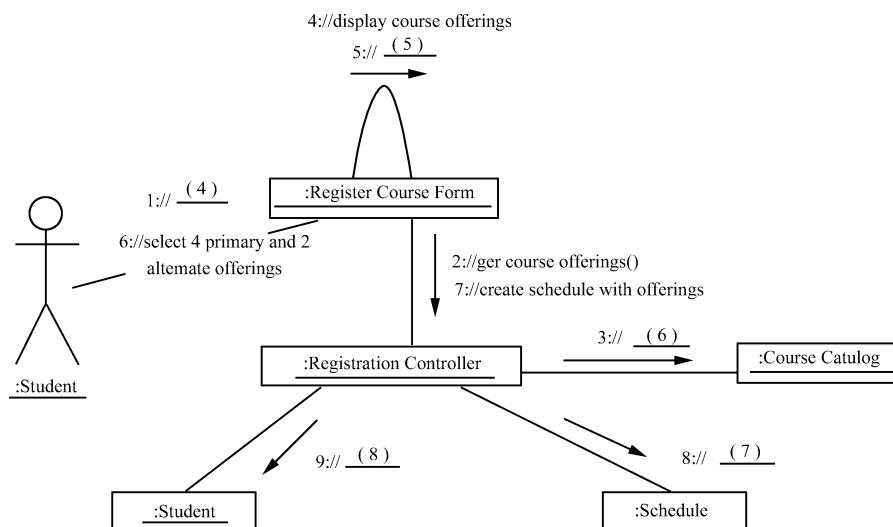 4://display course offerings
5:// (5)
:Register Course Form
1:// (4)
6://select 4 primary and 2
altemate offerings
2://ger course offerings()
7://create schedule with offerings
3:// (6)
:Registration Controller
:Course Catulog
:Student
9:// (8)
8:// (7)
:Student
:Schedule